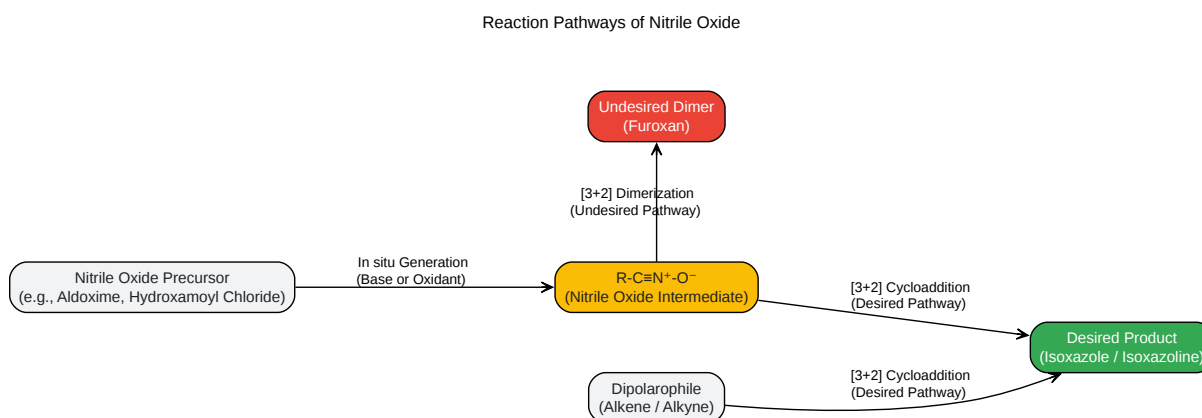 Reaction Pathways of Nitrile Oxide
Undesired Dimer
(Furoxan)
[3+2] Dimerization
(Undesired Pathway)
In situ Generation
(Base or Oxidant)
Nitrile Oxide Precursor
(e.g., Aldoxime, Hydroxamoyl Chloride)
R-C≡N⁺-O⁻
(Nitrile Oxide Intermediate)
[3+2] Cycloaddition
(Desired Pathway)
Desired Product
(Isoxazole / Isoxazoline)
Dipolarophile
(Alkene / Alkyne)
[3+2] Cycloaddition
(Desired Pathway)